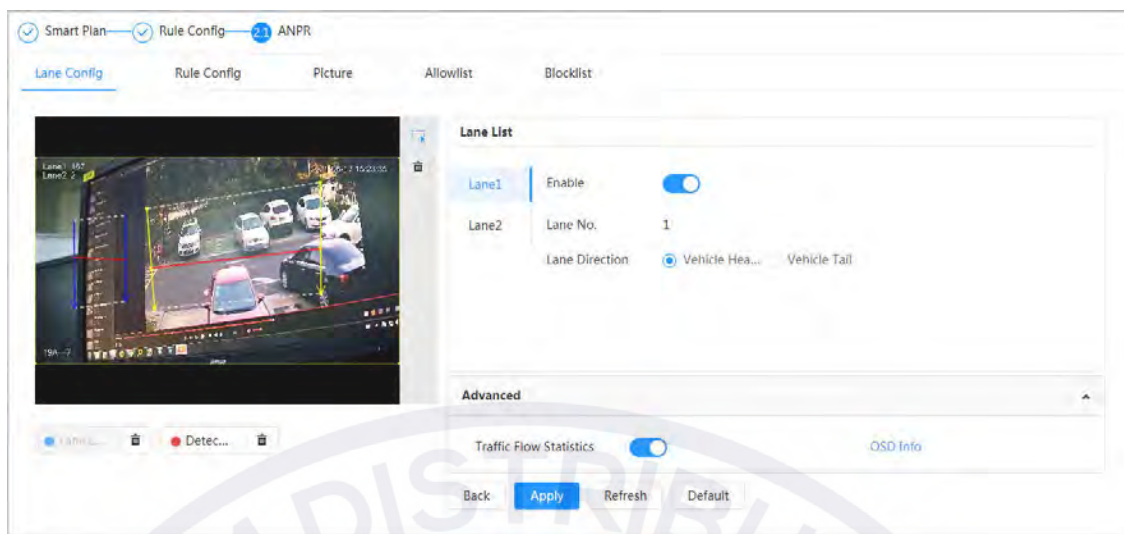 Smart Plan Rule Config 2.1 ANPR
Lane Config Rule Config Picture Allowlist Blocklist
Lane List
Lane1 Enable
Lane2 Lane No. 1
Lane Direction Vehicle Hea... Vehicle Tail
Advanced
Detec...
Traffic Flow Statistics OSD Info
Back Apply Refresh Default
DISTRIBU